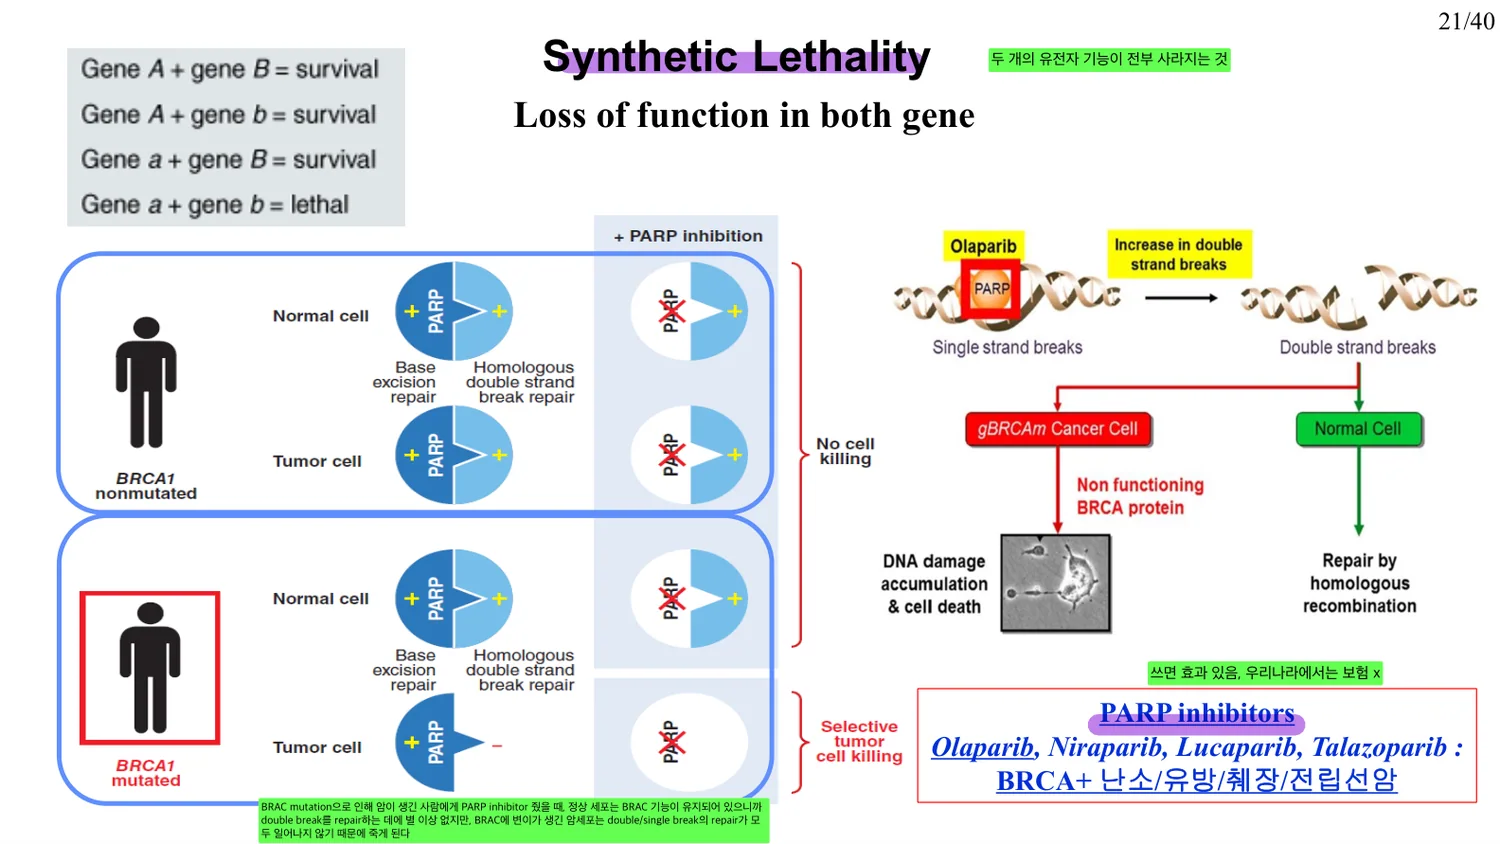 21/40
Synthetic Lethality
두 개의 유전자 기능이 전부 사라지는 것
Loss of function in both gene
Gene A + gene B = survival
Gene A + gene b = survival
Gene a + gene B = survival
Gene a + gene b = lethal
+ PARP inhibition
Normal cell
+
PARP
+
PARP
+
Base
excision
repair
Homologous
double strand
break repair
Tumor cell
+
PARP
+
PARP
+
BRCA1
nonmutated
No cell
killing
Normal cell
+
PARP
+
PARP
+
Base
excision
repair
Homologous
double strand
break repair
Tumor cell
+
PARP
−
PARP
BRCA1
mutated
Selective
tumor
cell killing
BRAC mutation으로 인해 암이 생긴 사람에게 PARP inhibitor 줬을 때, 정상 세포는 BRAC 기능이 유지되어 있으니까
double break를 repair하는 데에 별 이상 없지만, BRAC에 변이가 생긴 암세포는 double/single break의 repair가 모
두 일어나지 않기 때문에 죽게 된다
Olaparib
PARP
Increase in double
strand breaks
Single strand breaks
Double strand breaks
gBRCAm Cancer Cell
Normal Cell
Non functioning
BRCA protein
DNA damage
accumulation
& cell death
Repair by
homologous
recombination
쓰면 효과 있음, 우리나라에서는 보험 x
PARP inhibitors
Olaparib, Niraparib, Lucaparib, Talazoparib :
BRCA+ 난소/유방/췌장/전립선암